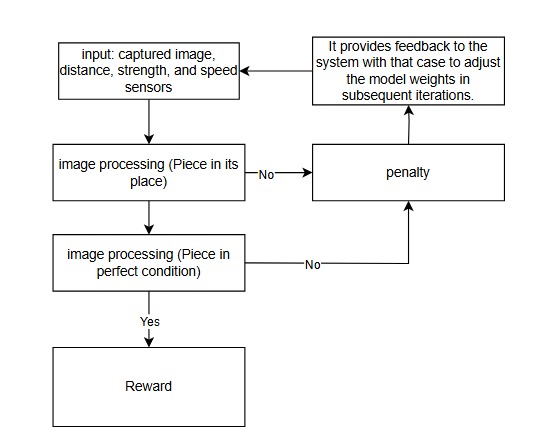 input: captured image,
distance, strength, and speed
sensors
It provides feedback to the
system with that case to adjust
the model weights in
subsequent iterations.
image processing (Piece in its
place)
No
penalty
image processing (Piece in
perfect condition)
No
Yes
Reward